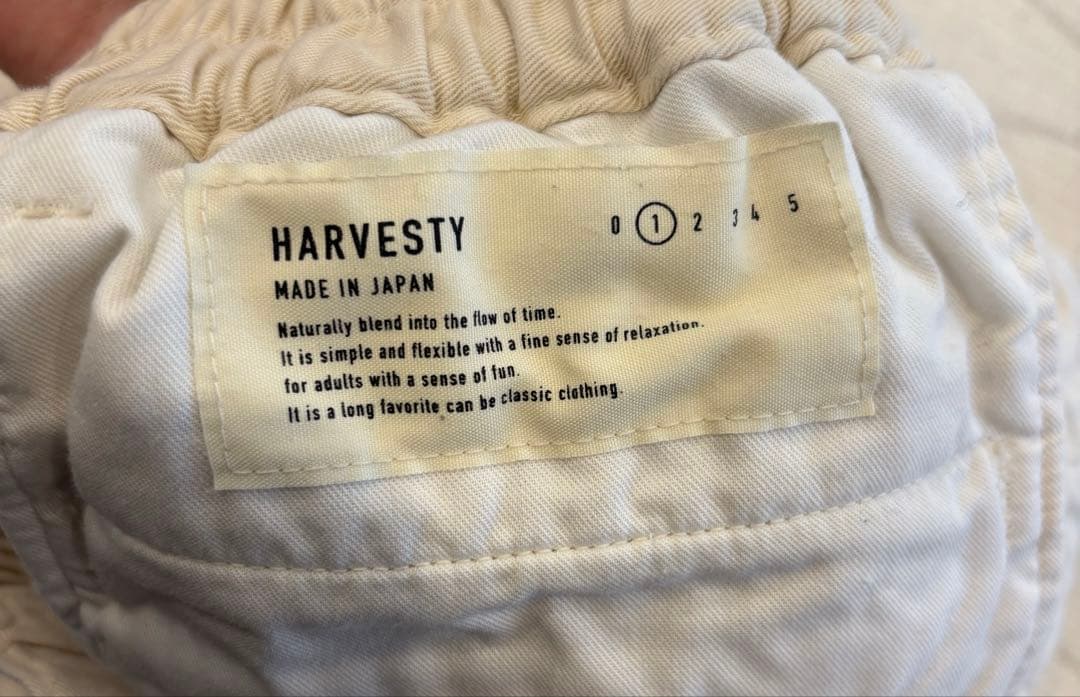 HARVESTY
0 1 2 3 4 5
MADE IN JAPAN
Naturally blend into the flow of time.
It is simple and flexible with a fine sense of relaxation.
for adults with a sense of fun.
It is a long favorite can be classic clothing.